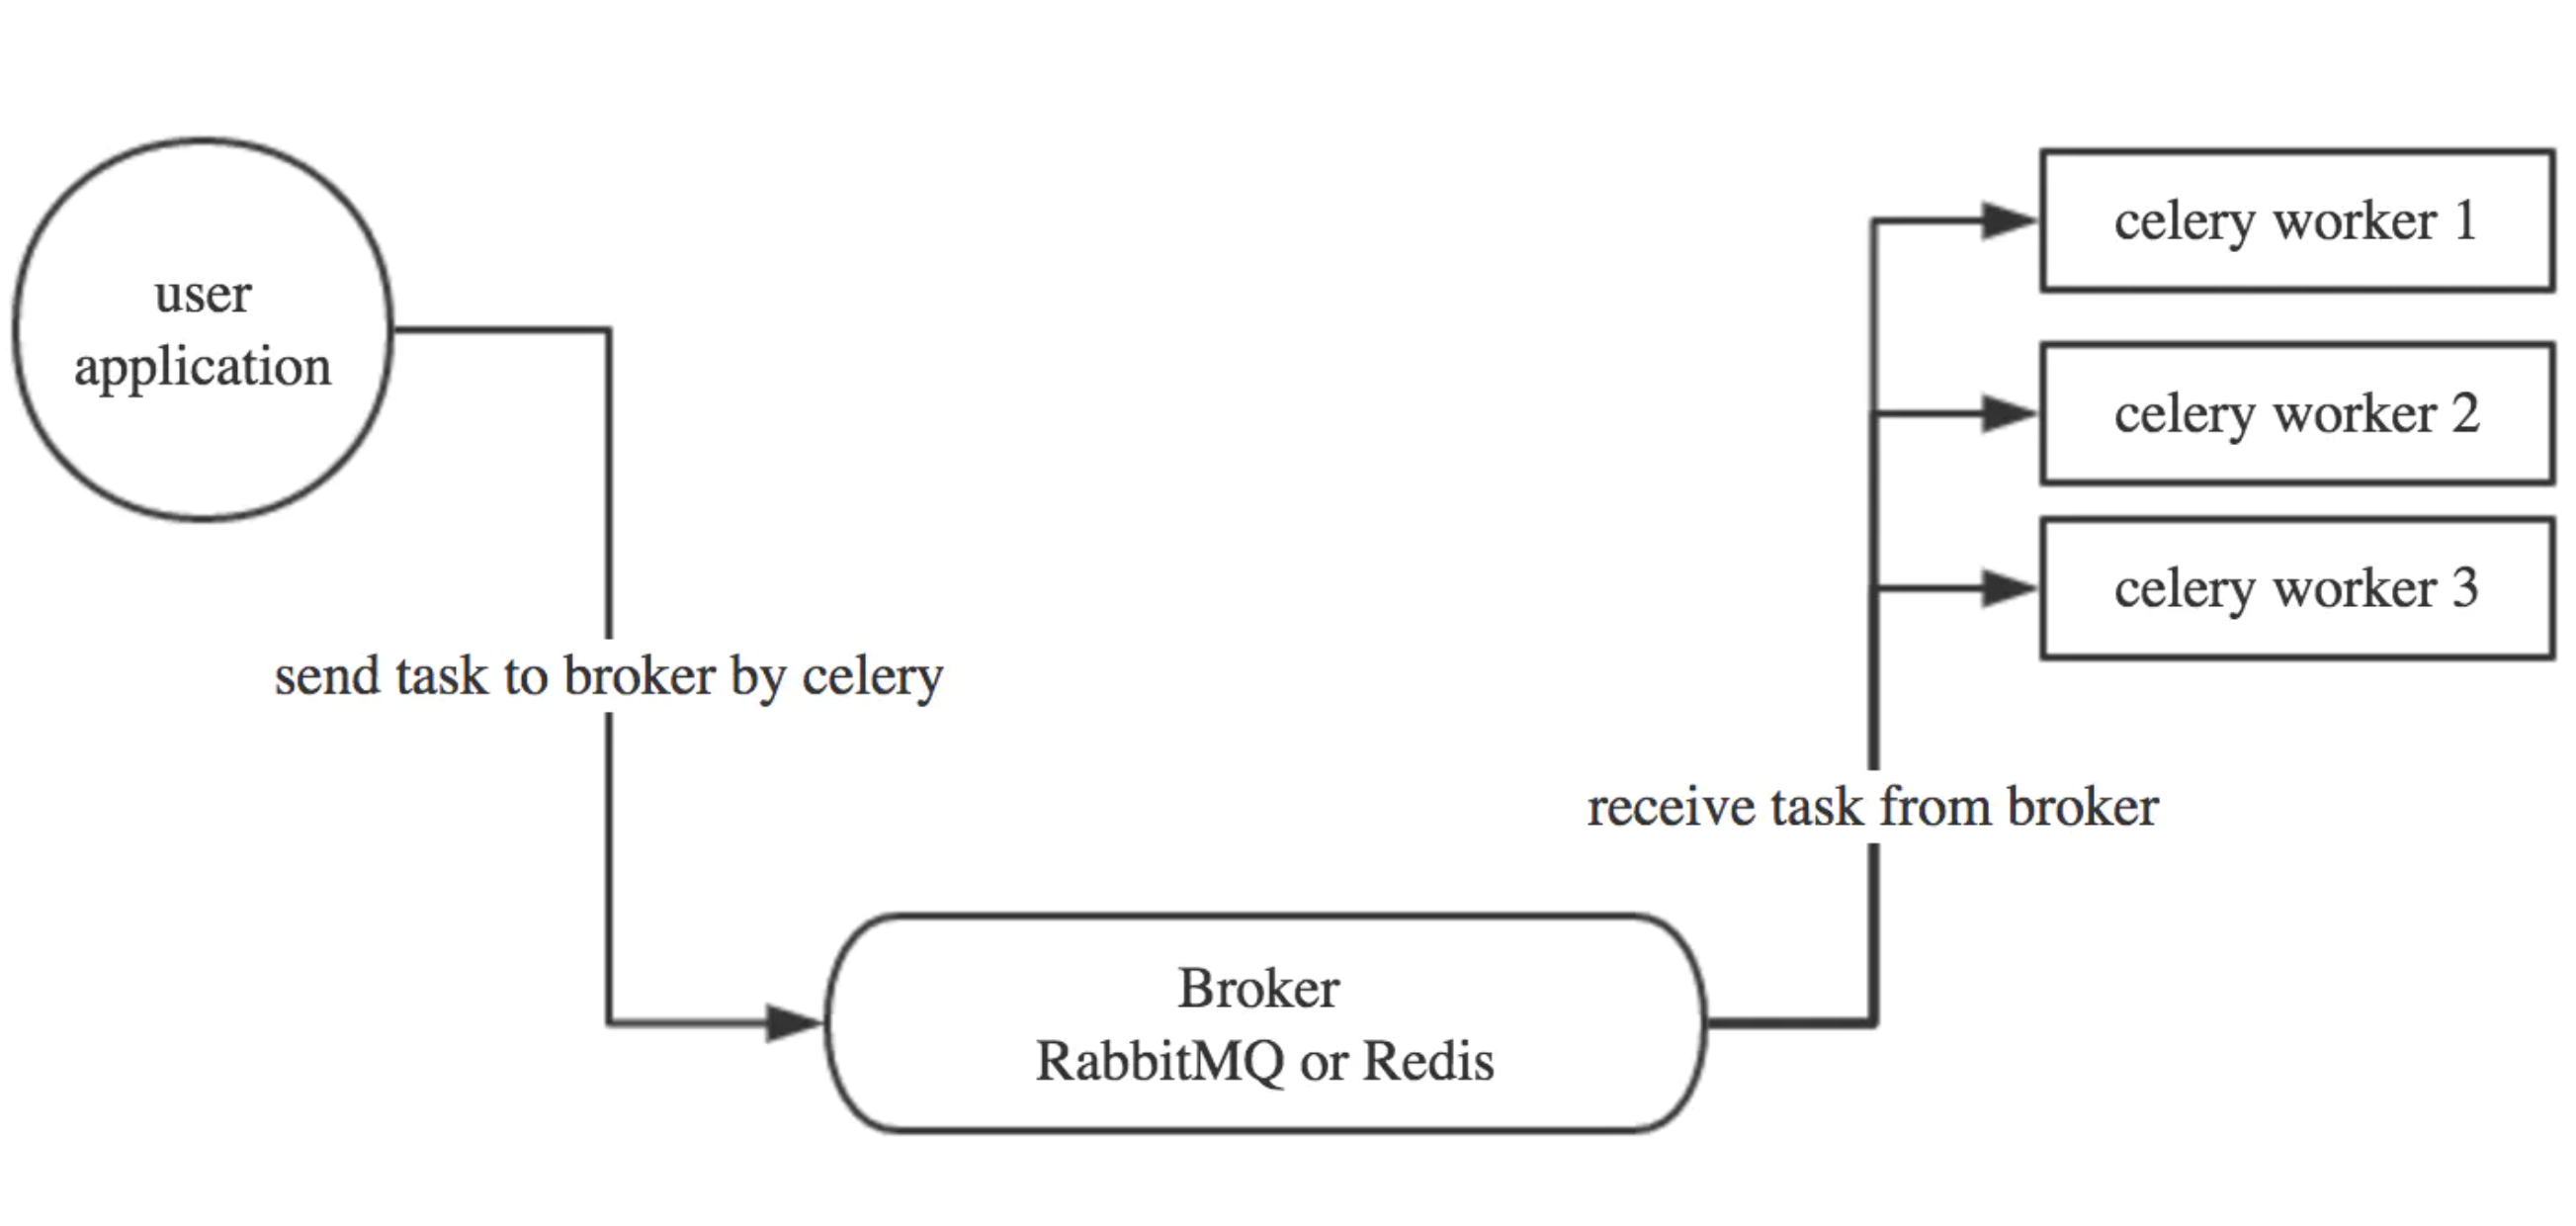 user
application
send task to broker by celery
Broker
RabbitMQ or Redis
receive task from broker
celery worker 1
celery worker 2
celery worker 3